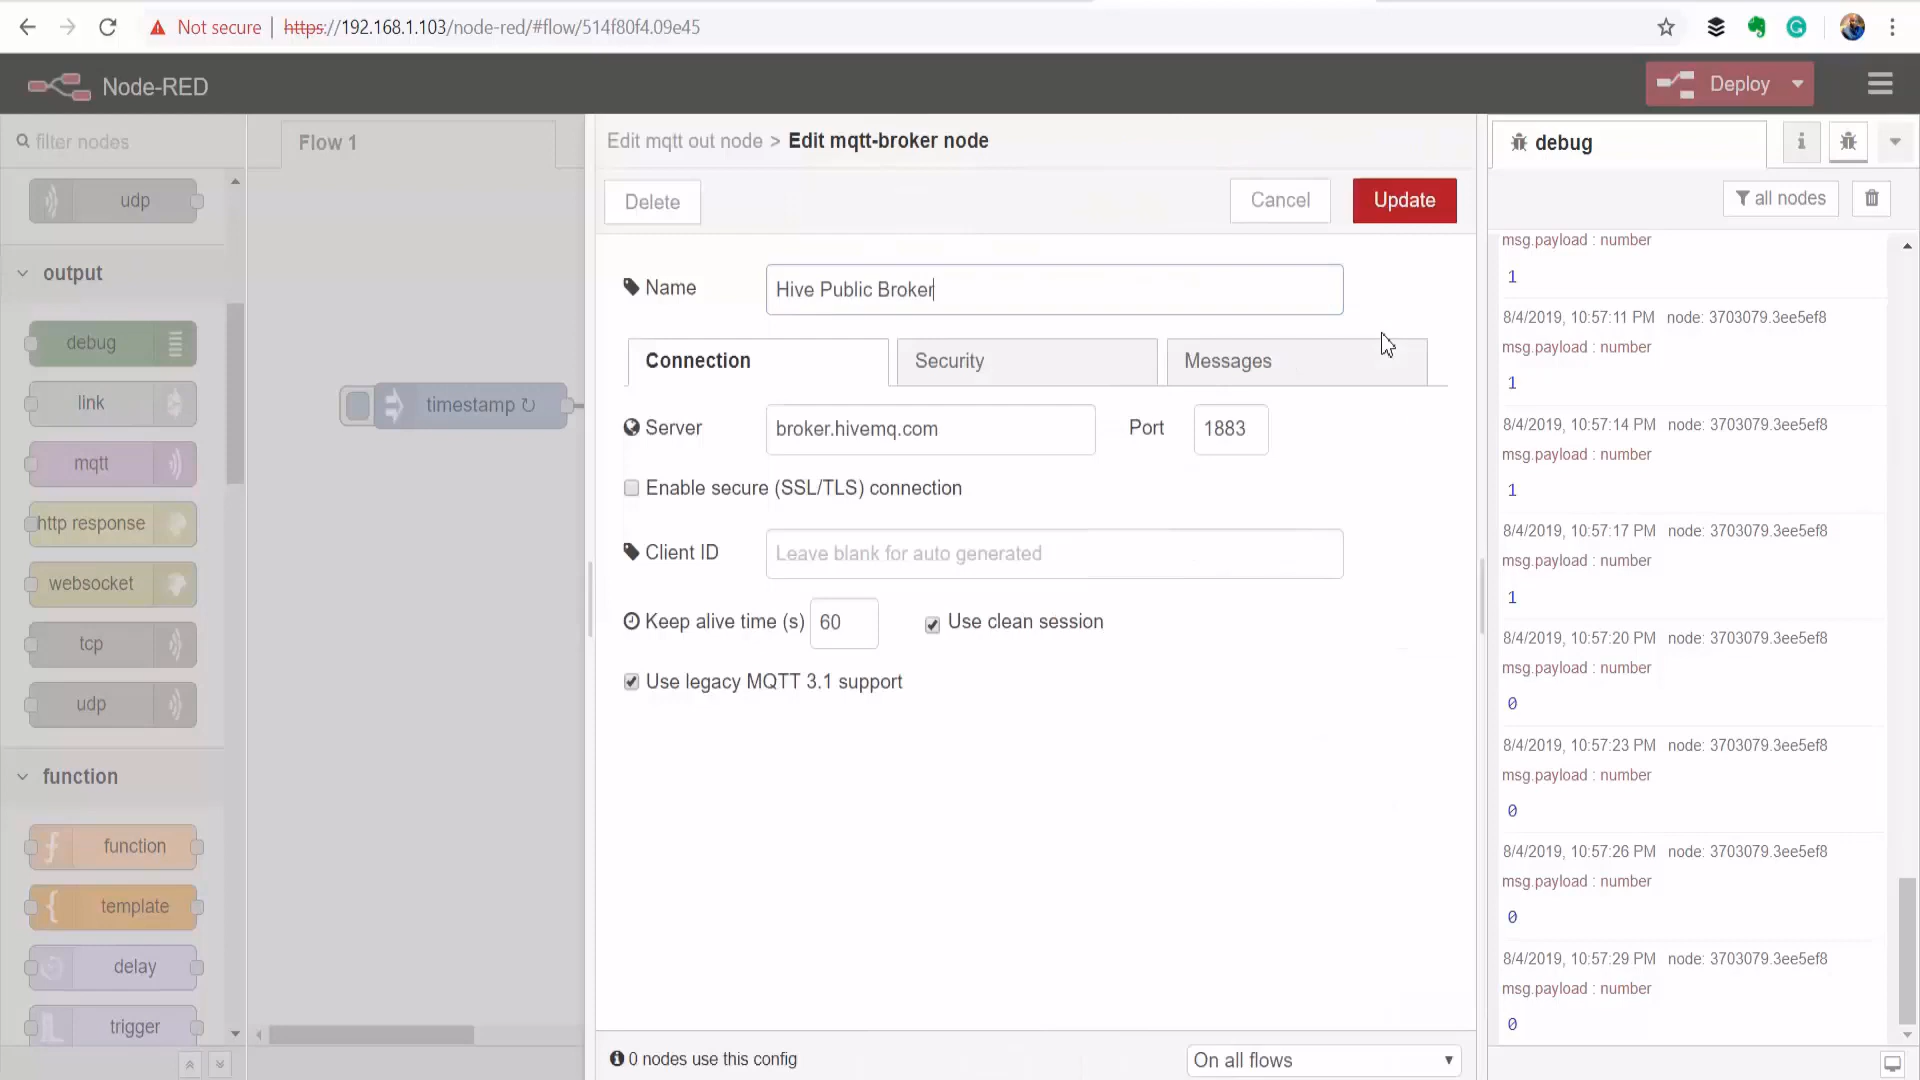 Not secure | https://192.168.1.103/node-red/#flow/514f80f4.09e45
Node-RED
Deploy
filter nodes
udp
output
debug
link
mqtt
http response
websocket
tcp
udp
function
function
template
delay
trigger
Flow 1
timestamp ↻
Edit mqtt out node > Edit mqtt-broker node
Delete
Cancel
Update
Name
Hive Public Broker
Connection
Security
Messages
Server
broker.hivemq.com
Port
1883
Enable secure (SSL/TLS) connection
Client ID
Leave blank for auto generated
Keep alive time (s)
60
Use clean session
Use legacy MQTT 3.1 support
0 nodes use this config
On all flows
debug
i
all nodes
msg.payload : number
1
8/4/2019, 10:57:11 PM node: 3703079.3ee5ef8
msg.payload : number
1
8/4/2019, 10:57:14 PM node: 3703079.3ee5ef8
msg.payload : number
1
8/4/2019, 10:57:17 PM node: 3703079.3ee5ef8
msg.payload : number
1
8/4/2019, 10:57:20 PM node: 3703079.3ee5ef8
msg.payload : number
0
8/4/2019, 10:57:23 PM node: 3703079.3ee5ef8
msg.payload : number
0
8/4/2019, 10:57:26 PM node: 3703079.3ee5ef8
msg.payload : number
0
8/4/2019, 10:57:29 PM node: 3703079.3ee5ef8
msg.payload : number
0